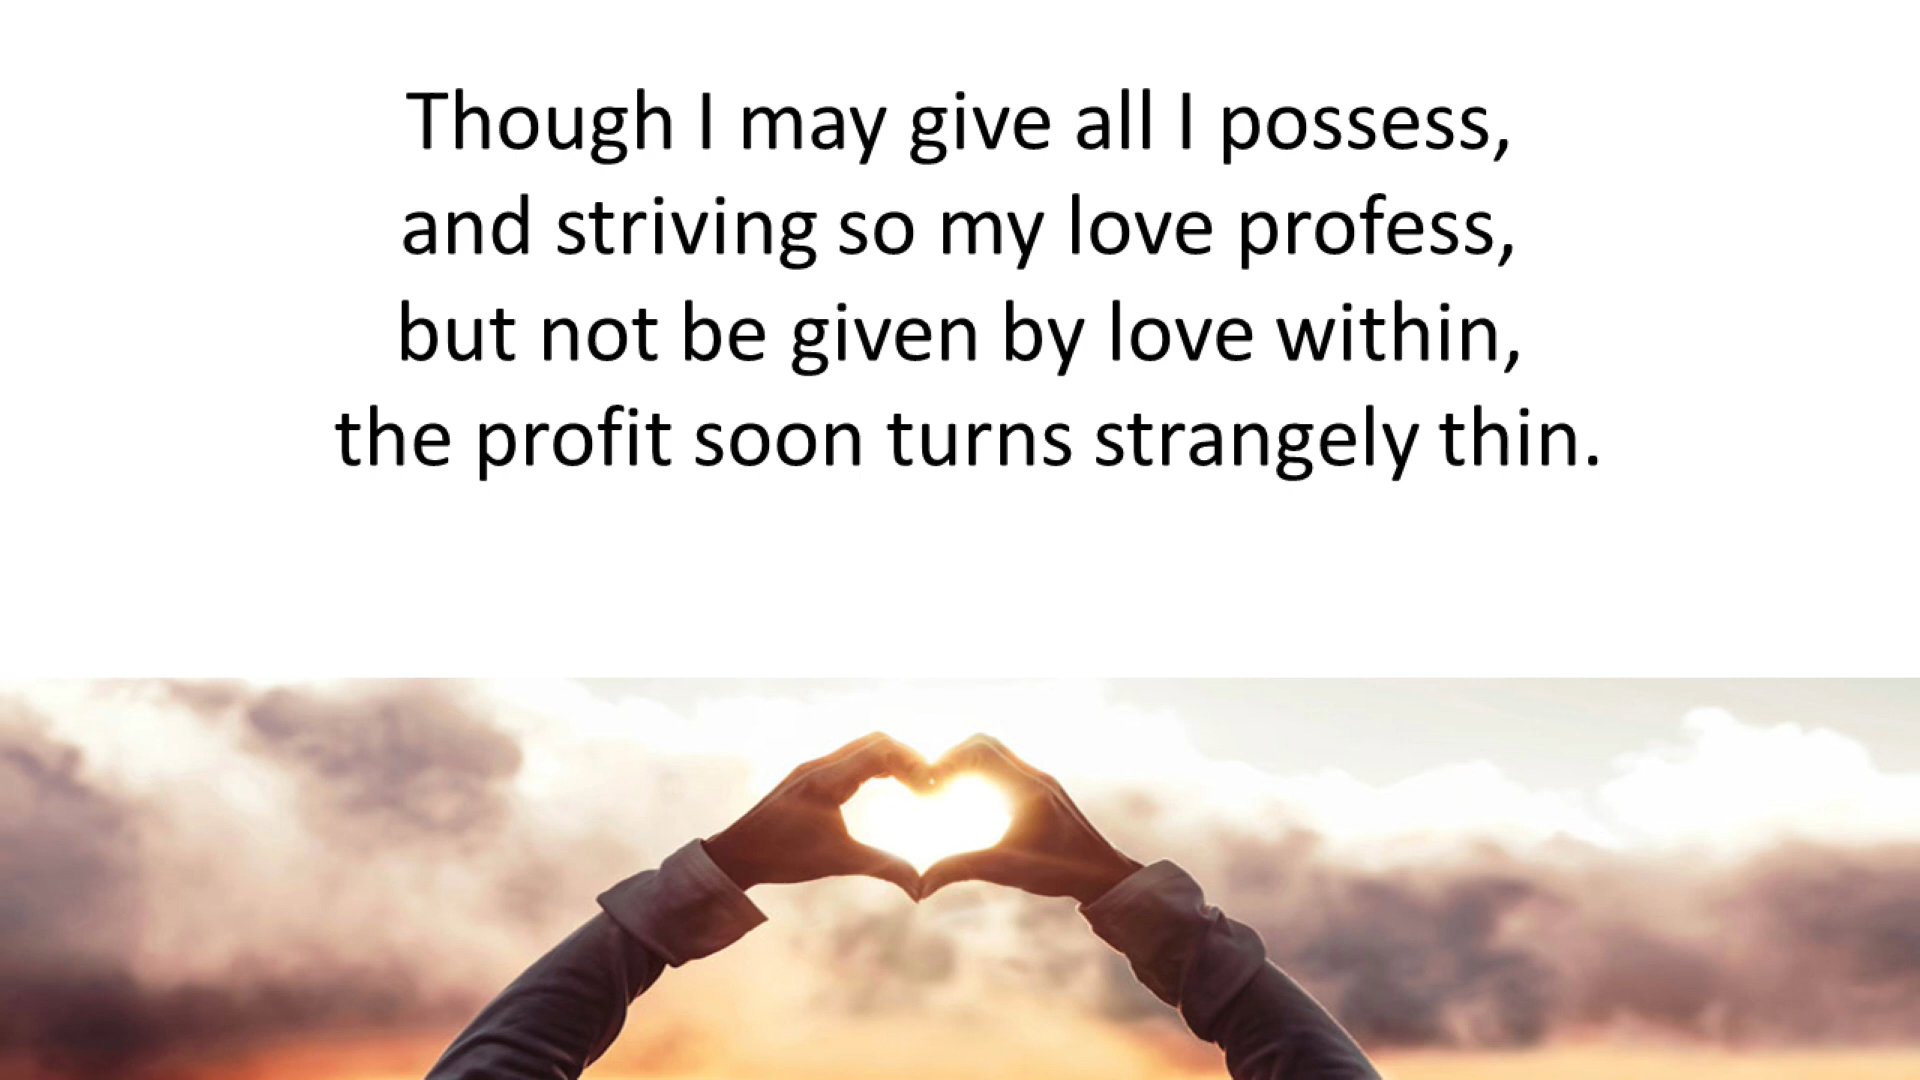 Though I may give all I possess,
and striving so my love profess,
but not be given by love within,
the profit soon turns strangely thin.